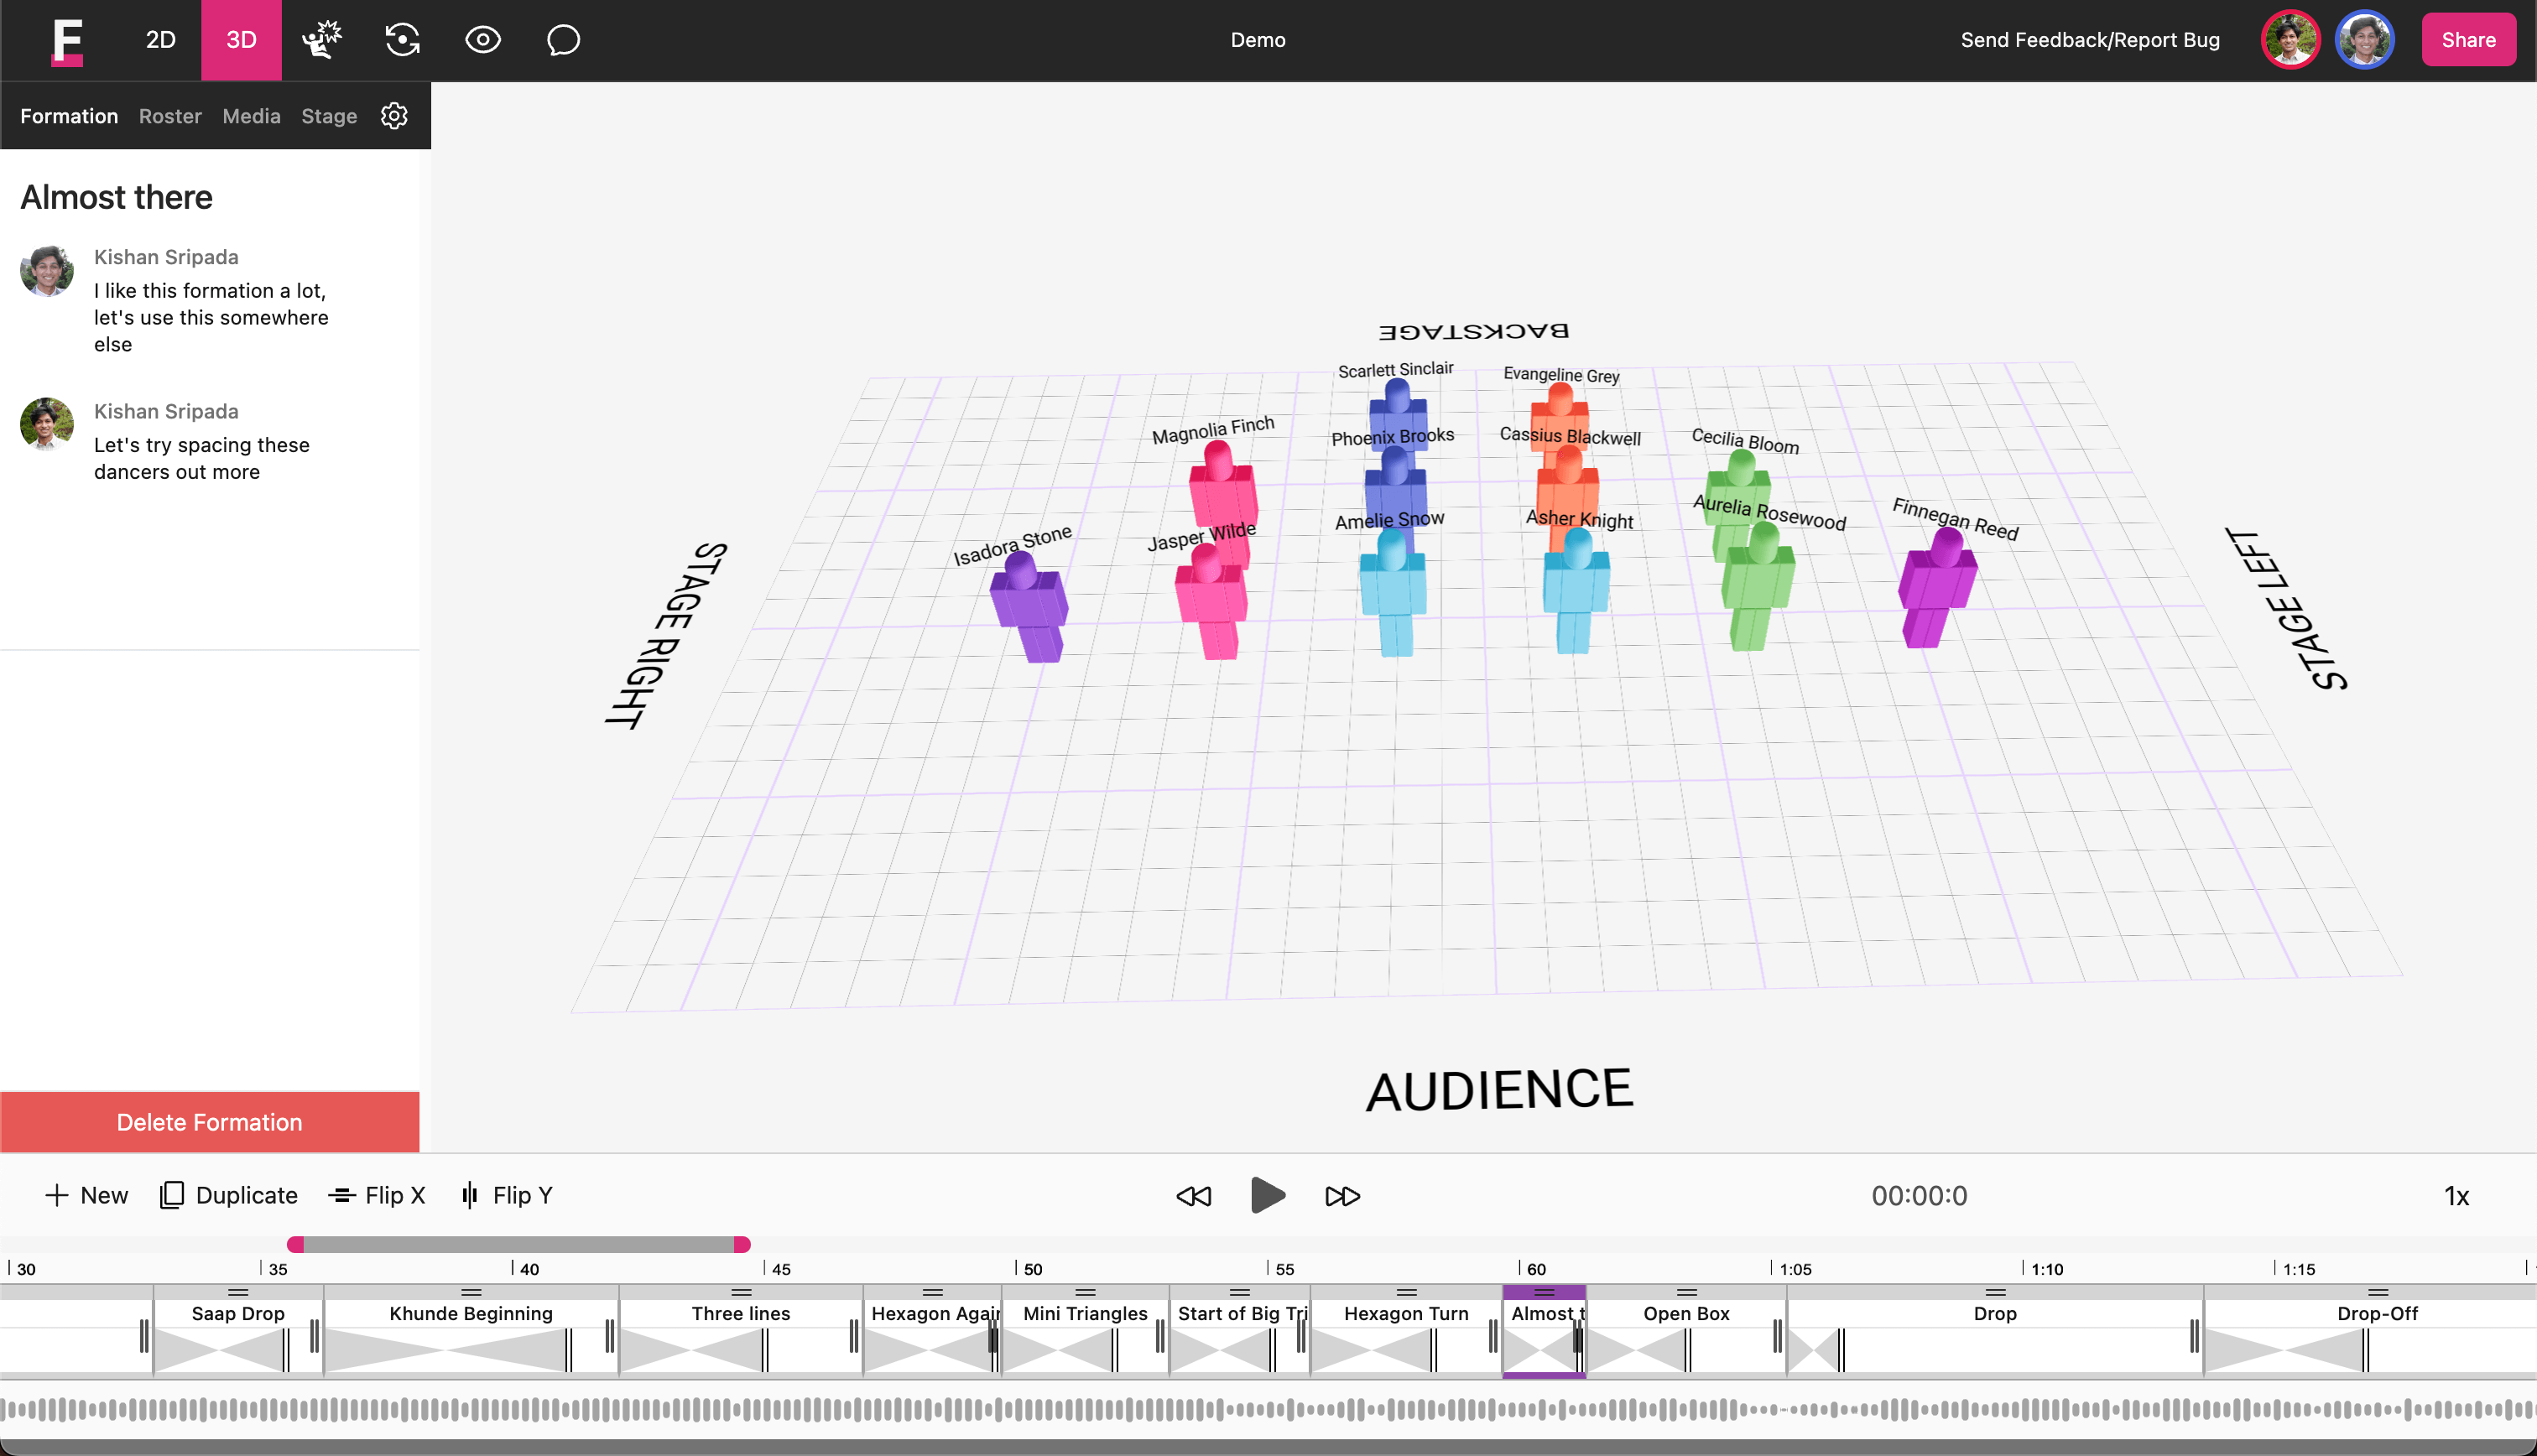 F
2D
3D
Demo
Send Feedback/Report Bug
Share
Formation
Roster
Media
Stage
Almost there
Kishan Sripada
I like this formation a lot,
let's use this somewhere
else
Kishan Sripada
Let's try spacing these
dancers out more
Delete Formation
BACKSTAGE
Scarlett Sinclair
Evangeline Grey
Magnolia Finch
Phoenix Brooks
Cassius Blackwell
Cecilia Bloom
Isadora Stone
Jasper Wilde
Amelie Snow
Asher Knight
Aurelia Rosewood
Finnegan Reed
STAGE RIGHT
STAGE LEFT
AUDIENCE
New
Duplicate
Flip X
Flip Y
00:00:0
1x
30
35
40
45
50
55
60
1:05
1:10
1:15
Saap Drop
Khunde Beginning
Three lines
Hexagon Agair
Mini Triangles
Start of Big Tri
Hexagon Turn
Almost t
Open Box
Drop
Drop-Off